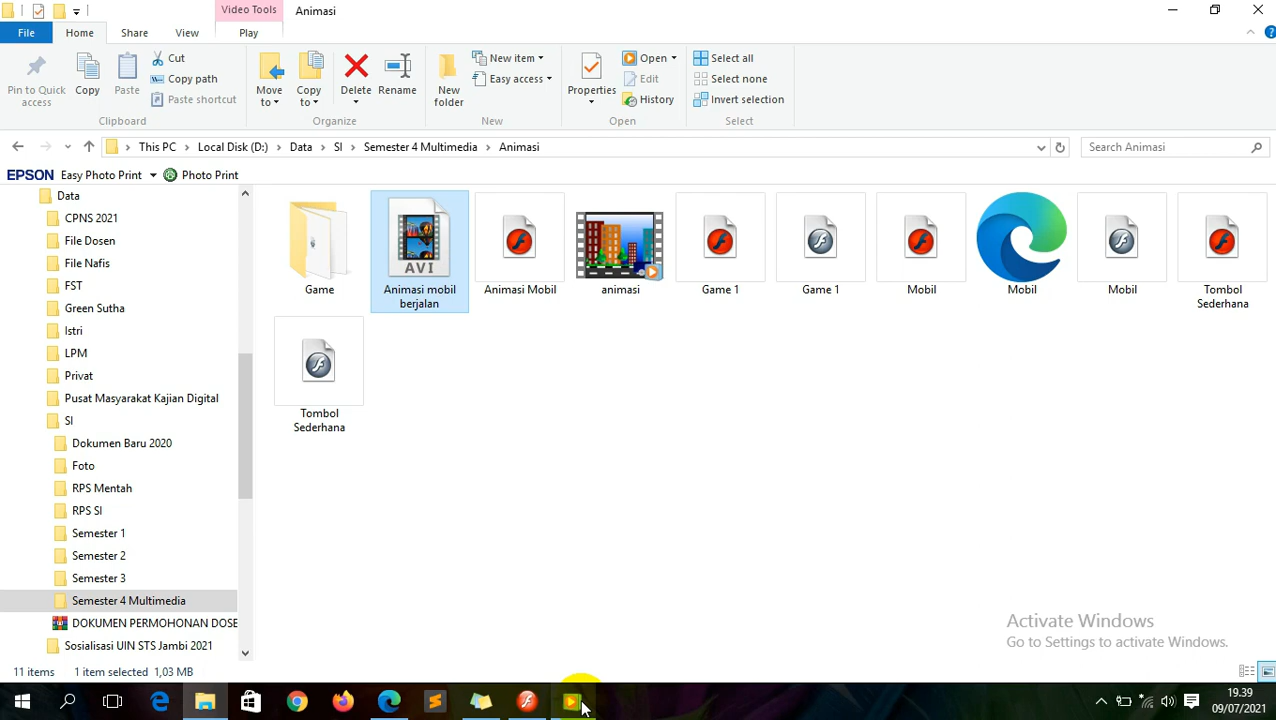 Video Tools
Animasi
File
Home
Share
View
Play
Pin to Quick access
Copy
Paste
Cut
Copy path
Paste shortcut
Clipboard
Move to
Copy to
Delete
Rename
Organize
New folder
New item
Easy access
New
Properties
Open
Edit
History
Open
Select all
Select none
Invert selection
Select
This PC
Local Disk (D:)
Data
SI
Semester 4 Multimedia
Animasi
Search Animasi
EPSON
Easy Photo Print
Photo Print
Data
CPNS 2021
File Dosen
File Nafis
FST
Green Sutha
Istri
LPM
Privat
Pusat Masyarakat Kajian Digital
SI
Dokumen Baru 2020
Foto
RPS Mentah
RPS SI
Semester 1
Semester 2
Semester 3
Semester 4 Multimedia
DOKUMEN PERMOHONAN DOSE
Sosialisasi UIN STS Jambi 2021
Game
AVI
Animasi mobil
berjalan
Animasi Mobil
animasi
Game 1
Game 1
Mobil
Mobil
Mobil
Tombol
Sederhana
Tombol
Sederhana
Activate Windows
Go to Settings to activate Windows.
11 items
1 item selected 1,03 MB
19.39
09/07/2021